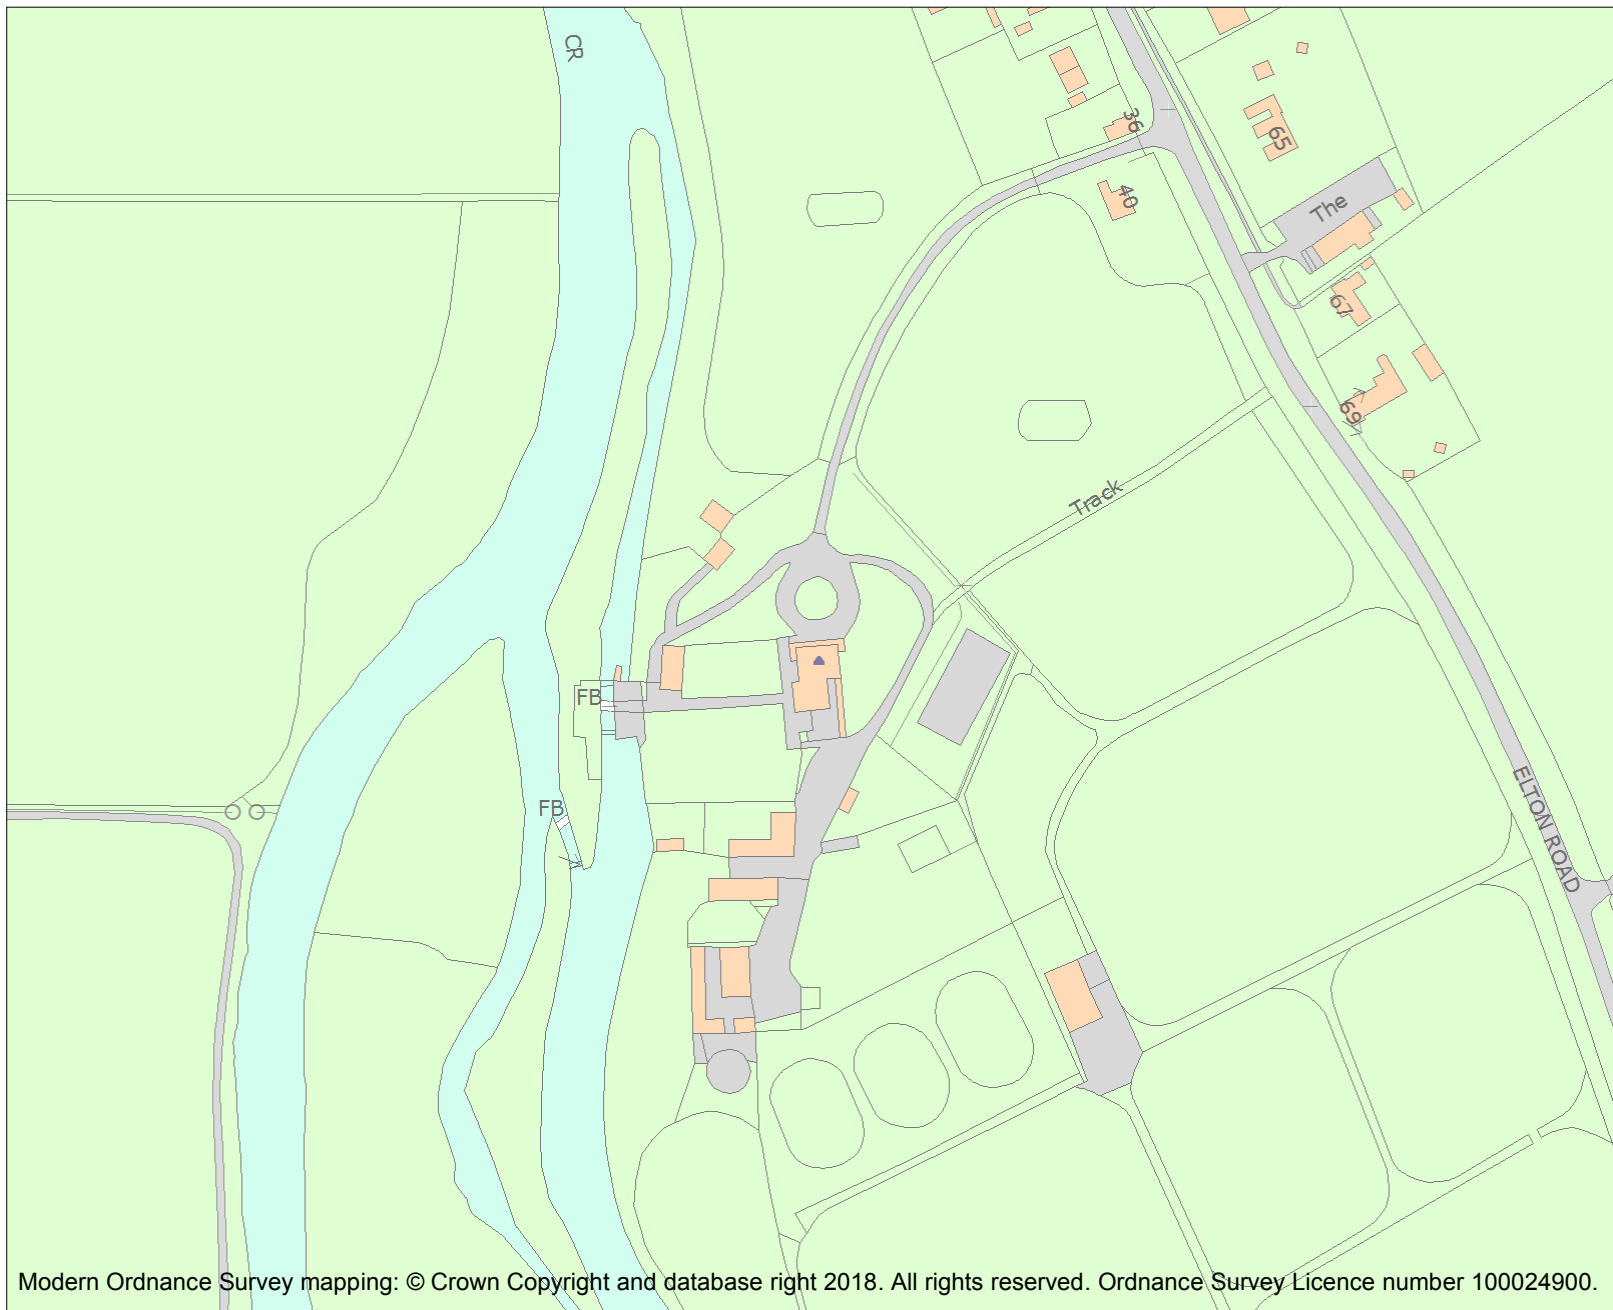 CR
36
65
40
The
67
69
Track
FB
FB
ELTON ROAD
Modern Ordnance Survey mapping: © Crown Copyright and database right 2018. All rights reserved. Ordnance Survey Licence number 100024900.